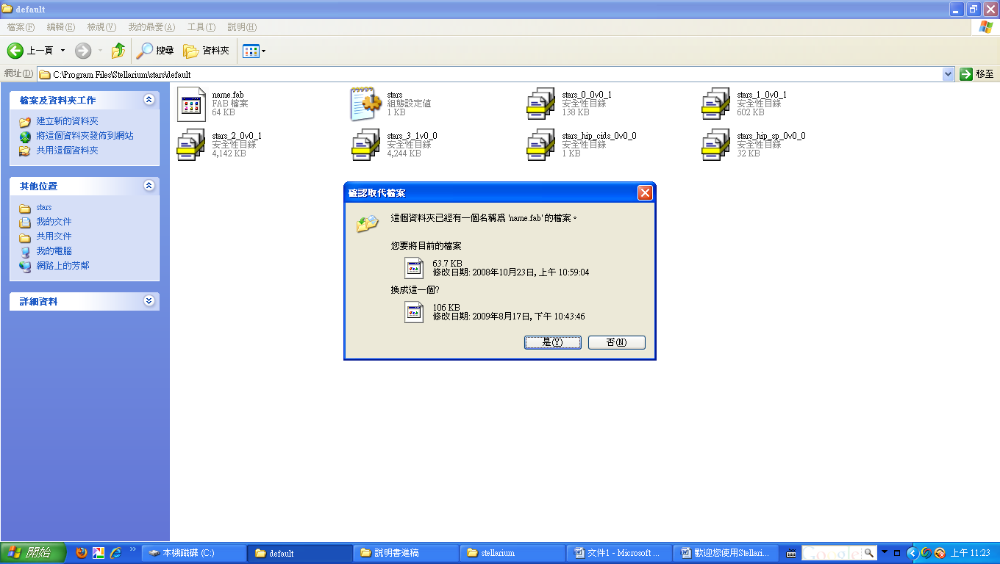 default
檔案(F) 編輯(E) 檢視(V) 我的最愛(A) 工具(T) 說明(H)
上一頁 搜尋 資料夾
網址(D) C:\Program Files\Stellarium\stars\default 移至
檔案及資料夾工作
建立新的資料夾
將這個資料夾發佈到網站
共用這個資料夾
其他位置
stars
我的文件
共用文件
我的電腦
網路上的芳鄰
詳細資料
name.fab
FAB 檔案
64 KB
stars
組態設定值
1 KB
stars_0_0v0_1
安全性目錄
138 KB
stars_1_0v0_1
安全性目錄
602 KB
stars_2_0v0_1
安全性目錄
4,142 KB
stars_3_1v0_0
安全性目錄
4,244 KB
stars_hip_cids_0v0_0
安全性目錄
1 KB
stars_hip_sp_0v0_0
安全性目錄
32 KB
確認取代檔案
這個資料夾已經有一個名稱為 'name.fab' 的檔案。
您要將目前的檔案
63.7 KB
修改日期: 2008年10月23日, 上午 10:59:04
換成這一個?
106 KB
修改日期: 2009年8月17日, 下午 10:43:46
是(Y) 否(N)
開始 本機磁碟 (C:) default 說明書進稿 stellarium 文件1 - Microsoft ... 歡迎您使用Stellari... Google 上午 11:23